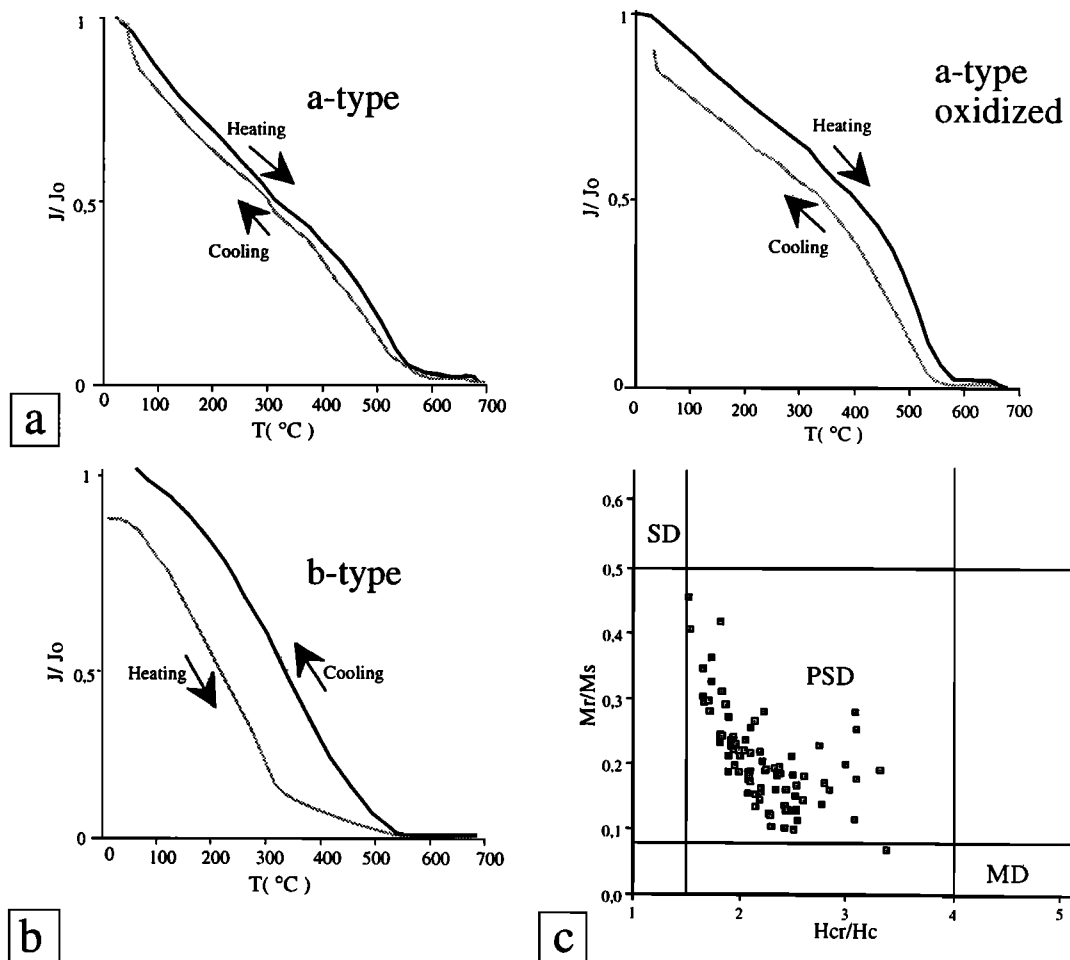 1
0,5
0
J/ Jo
a-type
Heating
Cooling
100 200 300 400 500 600 700
T( °C )
a
1
0,5
0
J/ Jo
a-type
oxidized
Heating
Cooling
100 200 300 400 500 600 700
T( °C )
1
0,5
0
J/ Jo
b-type
Heating
Cooling
0 100 200 300 400 500 600 700
T( °C )
b
0,6
0,5
0,4
0,3
0,2
0,1
0,0
Mr/Ms
SD
PSD
MD
1 2 3 4 5
Hcr/Hc
c